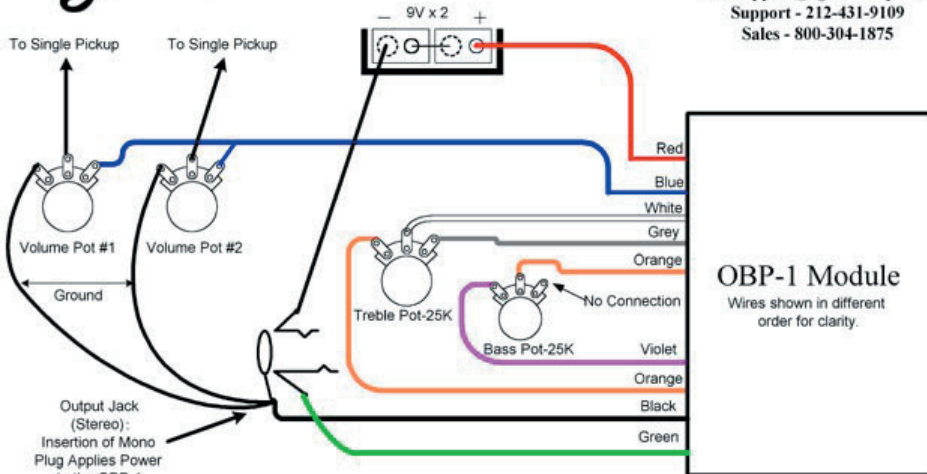 Support - 212-431-9109
Sales - 800-304-1875
9V x 2
− +
To Single Pickup
To Single Pickup
Red
Blue
White
Grey
Orange
Volume Pot #1
Volume Pot #2
Ground
Treble Pot-25K
No Connection
Bass Pot-25K
Violet
Orange
Black
Green
OBP-1 Module
Wires shown in different
order for clarity.
Output Jack
(Stereo):
Insertion of Mono
Plug Applies Power